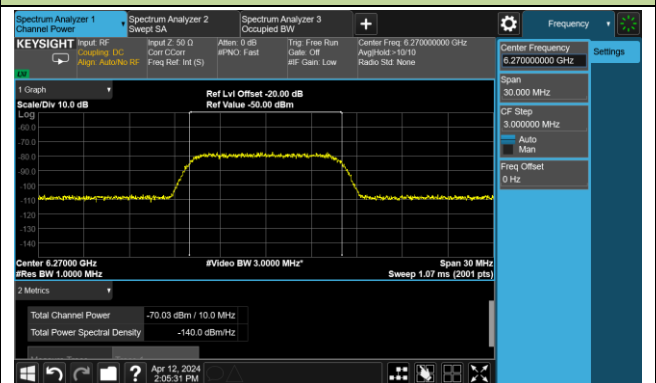 Spectrum Analyzer 1
Channel Power
Spectrum Analyzer 2
Swept SA
Spectrum Analyzer 3
Occupied BW
Frequency
KEYSIGHT
Input: RF
Coupling: DC
Align: Auto/No RF
Input Z: 50 Ω
Corr CCorr
Freq Ref: Int (S)
Atten: 0 dB
#PNO: Fast
Trig: Free Run
Gate: Off
#IF Gain: Low
Center Freq: 6.270000000 GHz
Avg|Hold:>10/10
Radio Std: None
Center Frequency
6.270000000 GHz
Settings
Span
30.000 MHz
CF Step
3.000000 MHz
Auto
Man
Freq Offset
0 Hz
1 Graph
Scale/Div 10.0 dB
Ref Lvl Offset -20.00 dB
Ref Value -50.00 dBm
Log
-60.0
-70.0
-80.0
-90.0
-100
-110
-120
-130
-140
Center 6.27000 GHz
#Video BW 3.0000 MHz*
Span 30 MHz
#Res BW 1.0000 MHz
Sweep 1.07 ms (2001 pts)
2 Metrics
Total Channel Power -70.03 dBm / 10.0 MHz
Total Power Spectral Density -140.0 dBm/Hz
Apr 12, 2024
2:05:31 PM